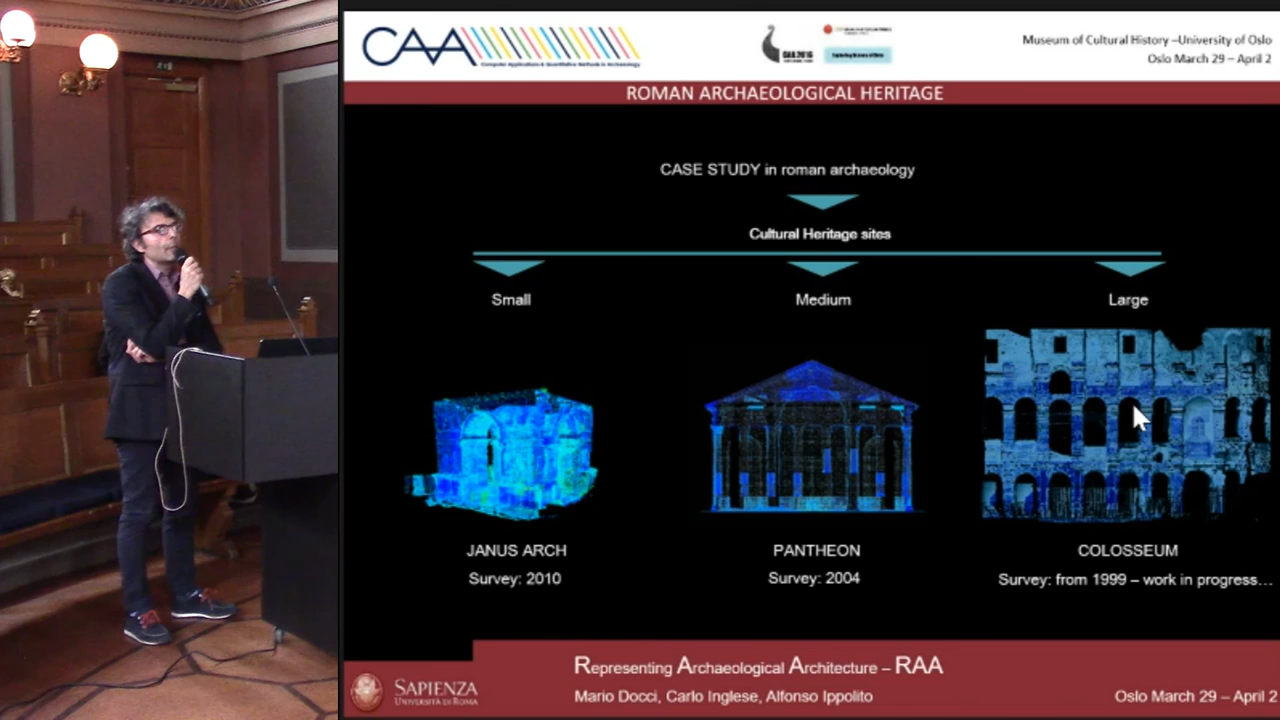 CAA
Computer Applications & Quantitative Methods in Archaeology
CAA 2016
Museum of Cultural History –University of Oslo
Oslo March 29 – April 2
ROMAN ARCHAEOLOGICAL HERITAGE
CASE STUDY in roman archaeology
Cultural Heritage sites
Small
Medium
Large
JANUS ARCH
PANTHEON
COLOSSEUM
Survey: 2010
Survey: 2004
Survey: from 1999 – work in progress...
Representing Archaeological Architecture – RAA
SAPIENZA
UNIVERSITÀ DI ROMA
Mario Docci, Carlo Inglese, Alfonso Ippolito
Oslo March 29 – April 2